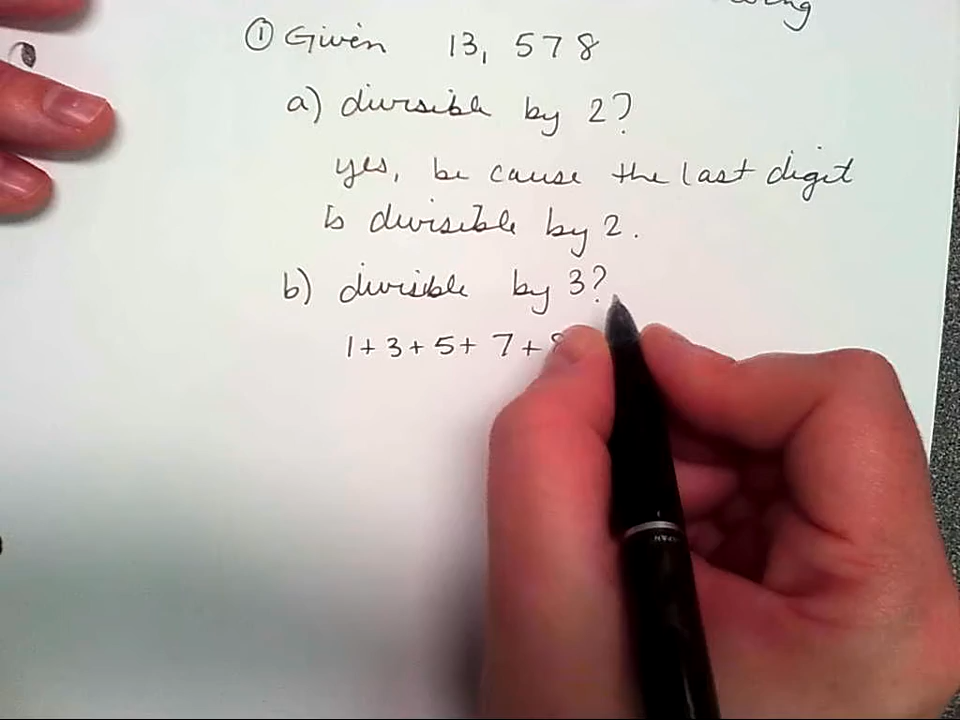 ① Given 13, 578
a) divisible by 2?
yes, because the last digit
is divisible by 2.
b) divisible by 3?
1 + 3 + 5 + 7 +